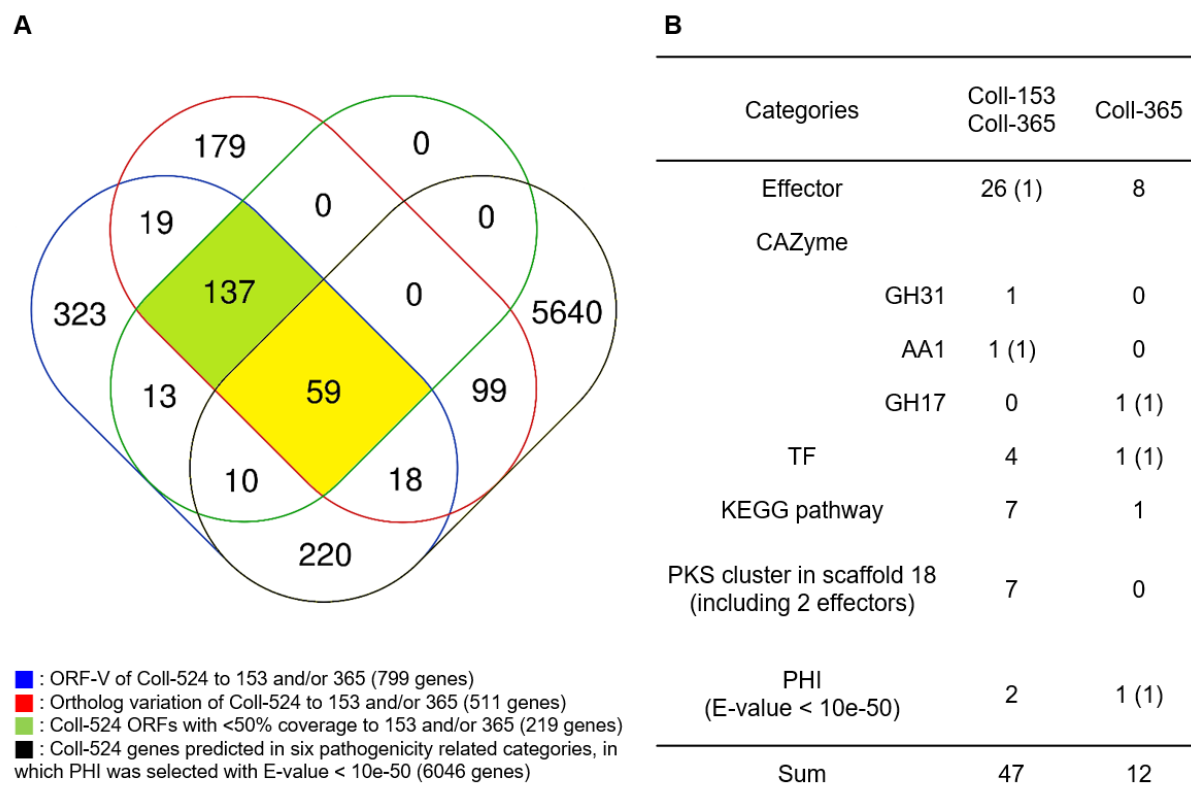 A
179
0
19
0
0
323
137
0
5640
13
59
99
10
18
220
: ORF-V of Coll-524 to 153 and/or 365 (799 genes)
: Ortholog variation of Coll-524 to 153 and/or 365 (511 genes)
: Coll-524 ORFs with <50% coverage to 153 and/or 365 (219 genes)
: Coll-524 genes predicted in six pathogenicity related categories, in
which PHI was selected with E-value < 10e-50 (6046 genes)
B
Categories Coll-153 Coll-365
Coll-365
Effector 26 (1) 8
CAZyme
GH31 1 0
AA1 1 (1) 0
GH17 0 1 (1)
TF 4 1 (1)
KEGG pathway 7 1
PKS cluster in scaffold 18
(including 2 effectors) 7 0
PHI
(E-value < 10e-50) 2 1 (1)
Sum 47 12